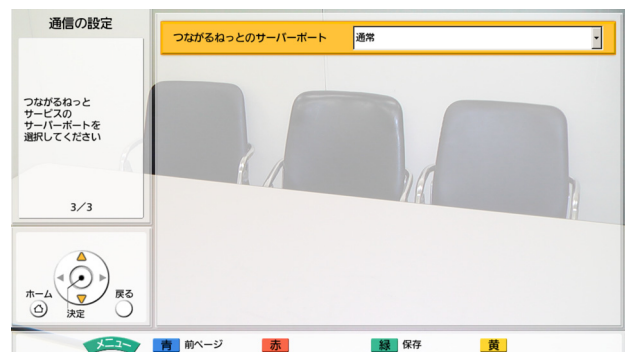 通信の設定
つながるねっとのサーバーポート 通常
つながるねっと
サービスの
サーバーポートを
選択してください
3/3
ホーム
戻る
決定
メニュー 青 前ページ 赤 緑 保存 黄